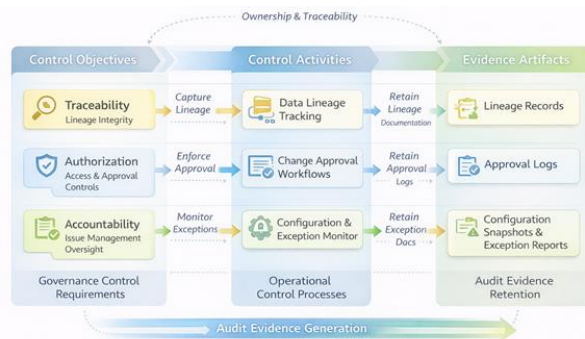 Ownership & Traceability
Control Objectives
Control Activities
Evidence Artifacts
Traceability
Lineage Integrity
Capture
Lineage
Data Lineage
Tracking
Retain
Lineage
Documentation
Lineage Records
Authorization
Access & Approval
Controls
Enforce
Approval
Change Approval
Workflows
Retain
Approval
Logs
Approval Logs
Accountability
Issue Management
Oversight
Monitor
Exceptions
Configuration &
Exception Monitor
Retain
Exception
Dacs
Configuration
Snapshots &
Exception Reports
Governance Control
Requirements
Operational
Control Processes
Audit Evidence
Retention
Audit Evidence Generation